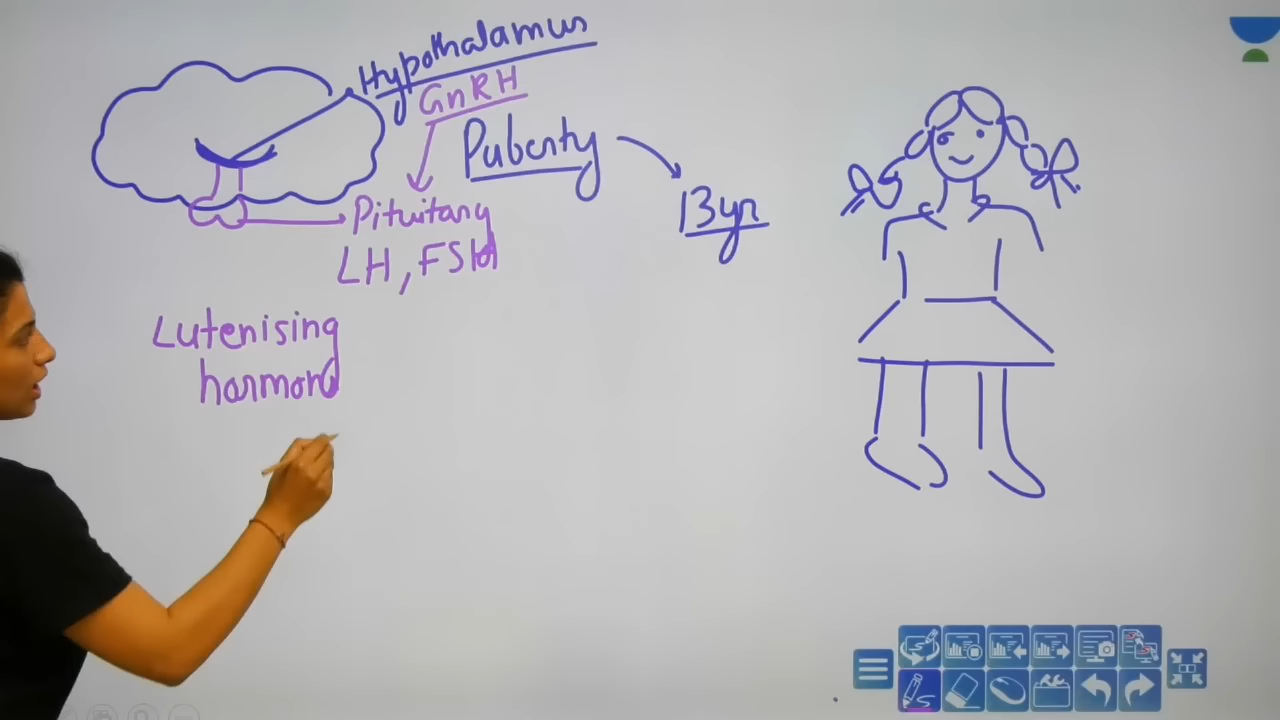 Hypothalamus
GnRH
Puberty
13yr
Pituitary
LH, FSH
Lutenising
hormone